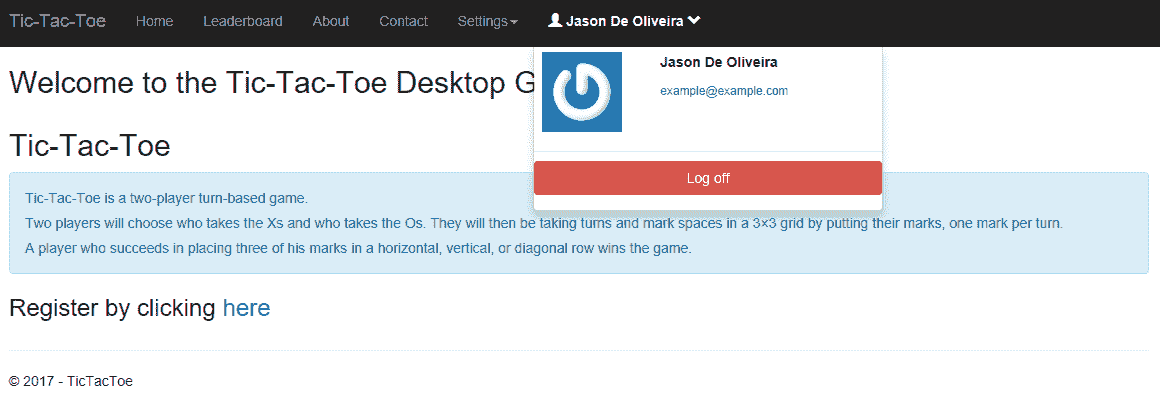 Tic-Tac-Toe Home Leaderboard About Contact Settings Jason De Oliveira
Jason De Oliveira
example@example.com
Log off
Welcome to the Tic-Tac-Toe Desktop G
Tic-Tac-Toe
Tic-Tac-Toe is a two-player turn-based game.
Two players will choose who takes the Xs and who takes the Os. They will then be taking turns and mark spaces in a 3×3 grid by putting their marks, one mark per turn.
A player who succeeds in placing three of his marks in a horizontal, vertical, or diagonal row wins the game.
Register by clicking here
© 2017 - TicTacToe